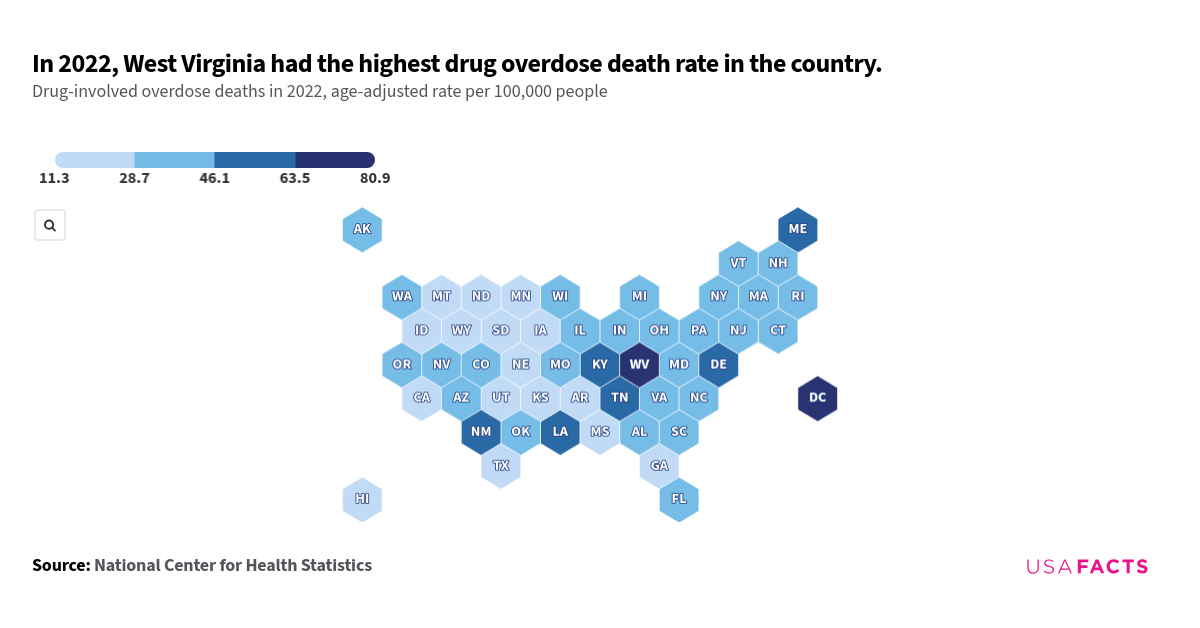 In 2022, West Virginia had the highest drug overdose death rate in the country.
Drug-involved overdose deaths in 2022, age-adjusted rate per 100,000 people
11.3 28.7 46.1 63.5 80.9
AK ME
VT NH
WA MT ND MN WI MI NY MA RI
ID WY SD IA IL IN OH PA NJ CT
OR NV CO NE MO KY WV MD DE
CA AZ UT KS AR TN VA NC DC
NM OK LA MS AL SC
TX GA
HI FL
Source: National Center for Health Statistics
USAFACTS